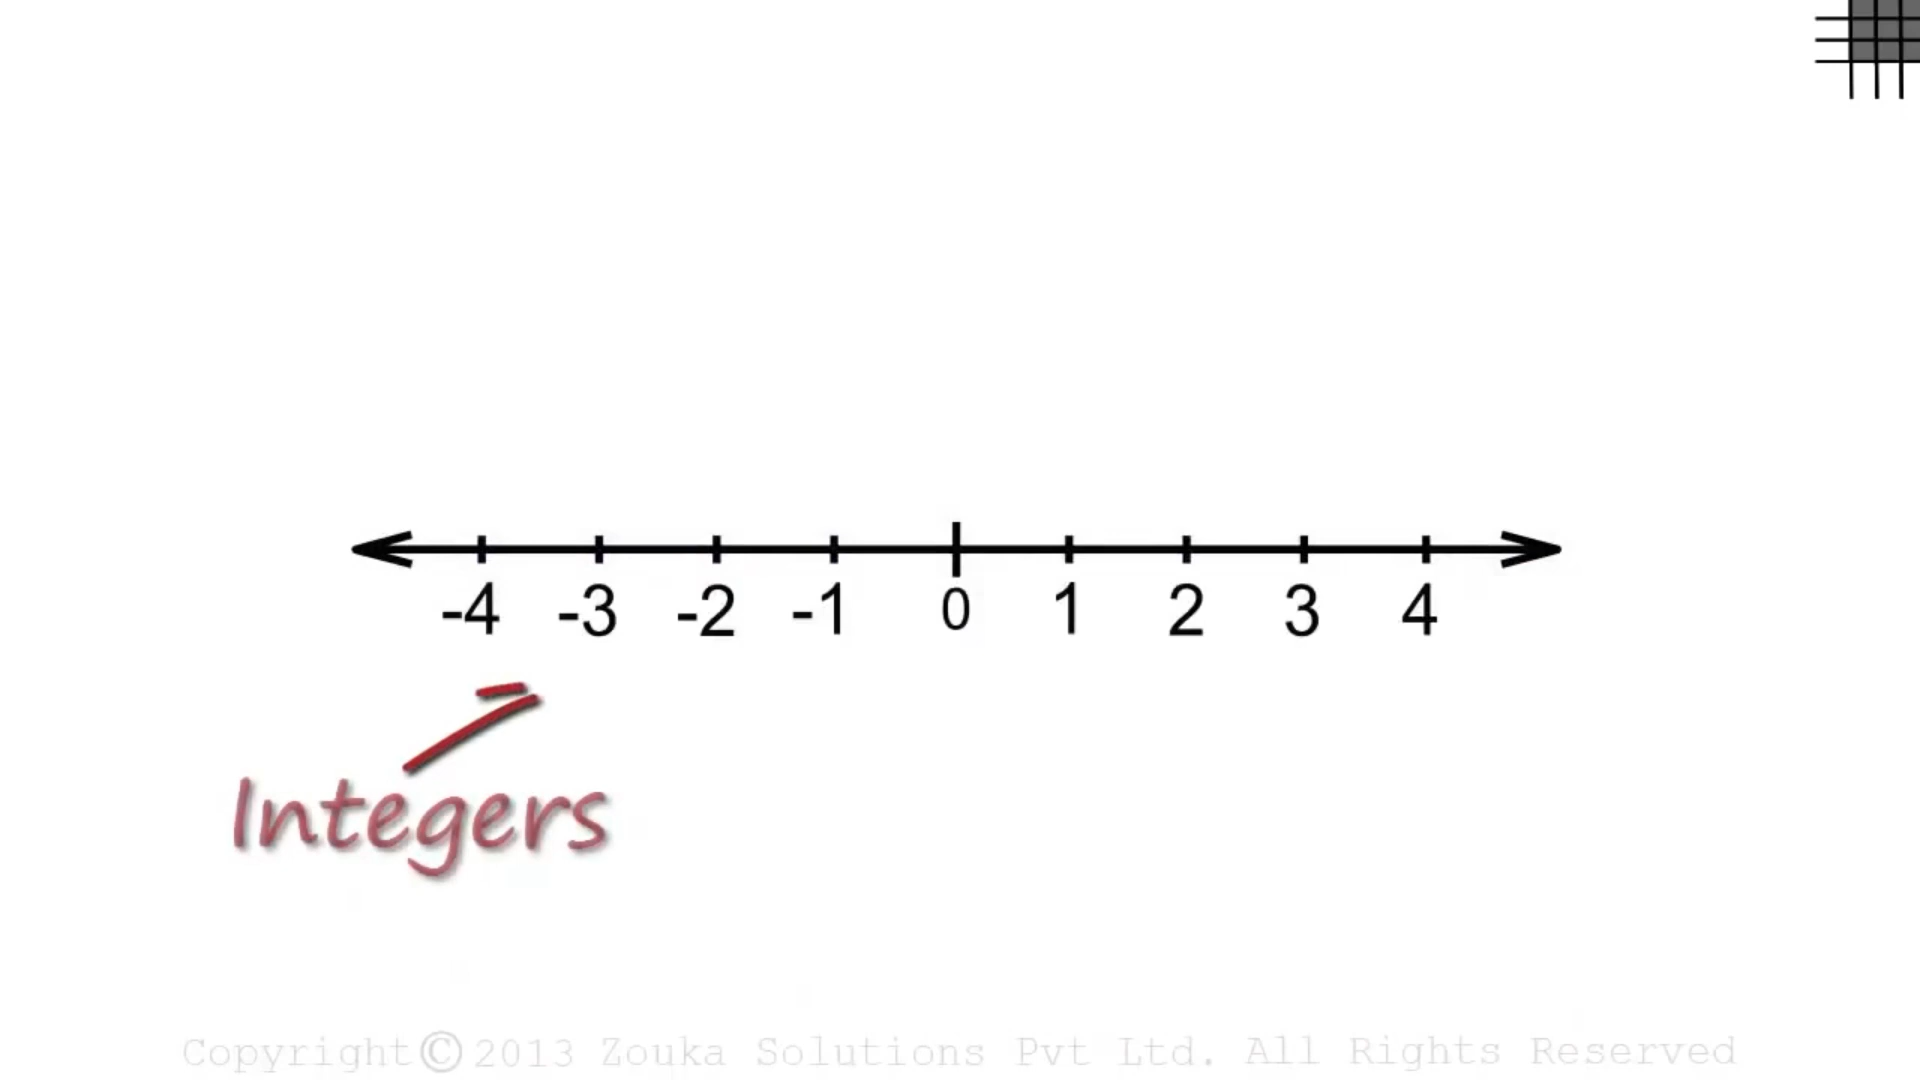 -4 -3 -2 -1 0 1 2 3 4
Integers
Copyright©2013 Zouka Solutions Pvt Ltd. All Rights Reserved